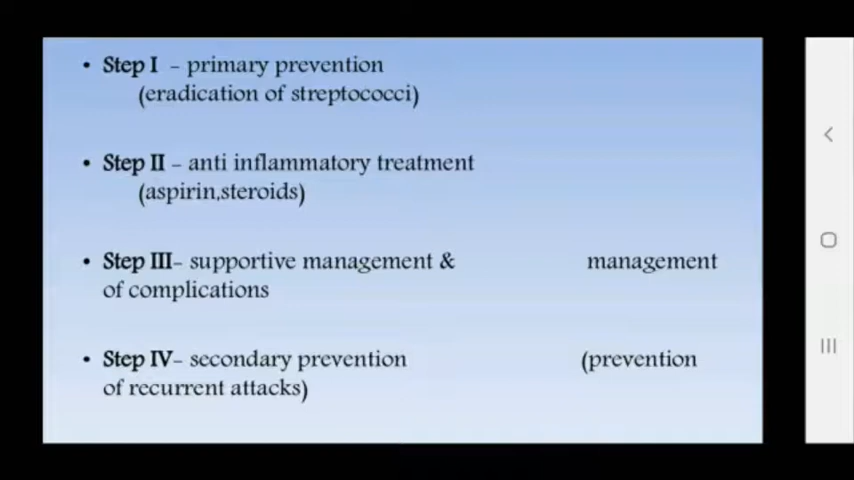 • Step I – primary prevention
(eradication of streptococci)
• Step II – anti inflammatory treatment
(aspirin,steroids)
• Step III– supportive management & management
of complications
• Step IV– secondary prevention (prevention
of recurrent attacks)